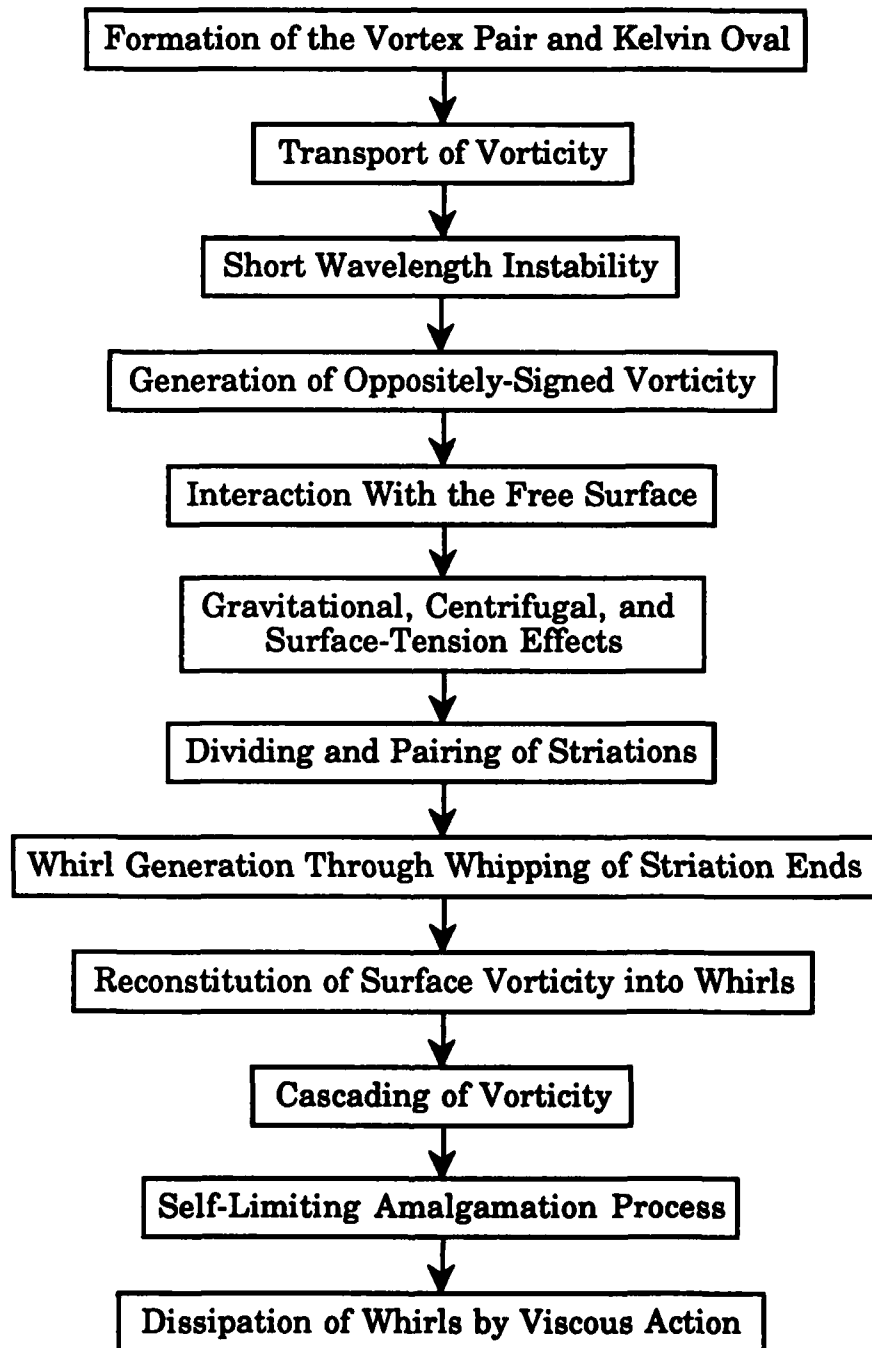 Formation of the Vortex Pair and Kelvin Oval
Transport of Vorticity
Short Wavelength Instability
Generation of Oppositely-Signed Vorticity
Interaction With the Free Surface
Gravitational, Centrifugal, and
Surface-Tension Effects
Dividing and Pairing of Striations
Whirl Generation Through Whipping of Striation Ends
Reconstitution of Surface Vorticity into Whirls
Cascading of Vorticity
Self-Limiting Amalgamation Process
Dissipation of Whirls by Viscous Action